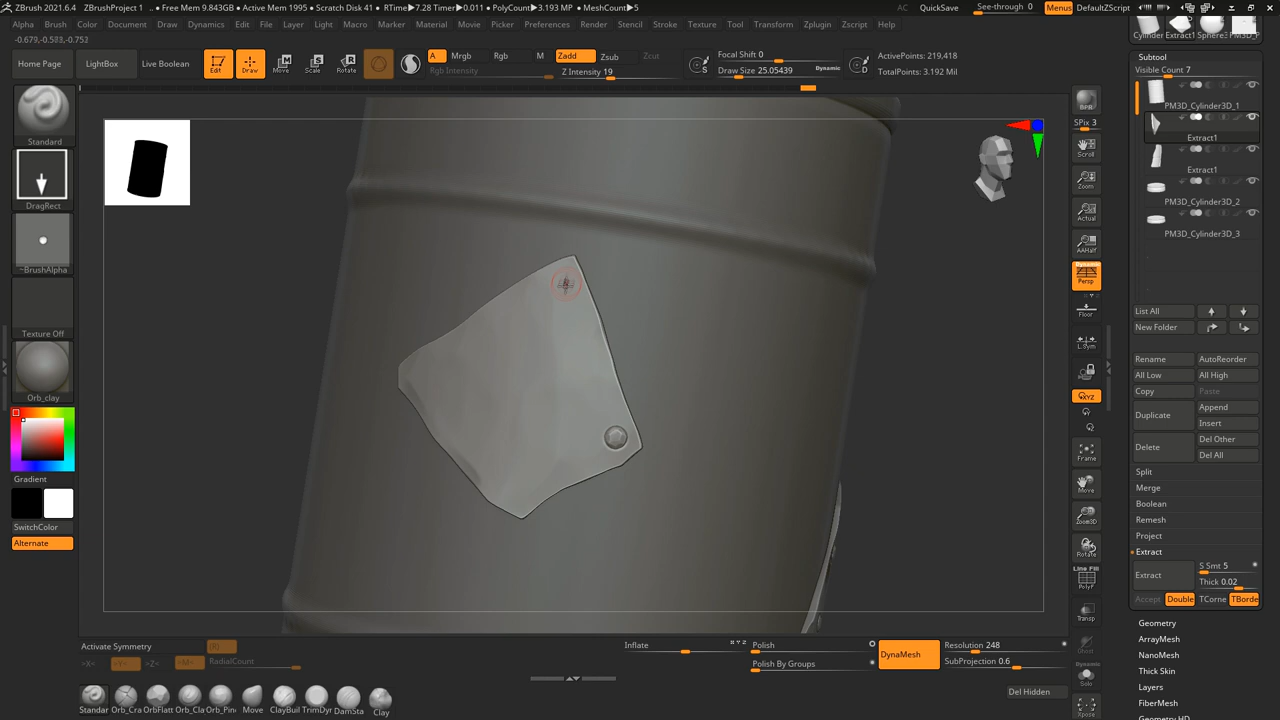 ZBrush 2021.6.4 ZBrushProject 1 .. • Free Mem 9.843GB • Active Mem 1995 • Scratch Disk 41 • RTime▶7.28 Timer▶0.011 • PolyCount▶3.193 MP • MeshCount▶5 AC QuickSave See-through 0 Menus DefaultZScript
Alpha Brush Color Document Draw Dynamics Edit File Layer Light Macro Marker Material Movie Picker Preferences Render Stencil Stroke Texture Tool Transform Zplugin Zscript Help
Cylinder Extract1
-0.679,-0.523,-0.752
Home Page LightBox Live Boolean Edit Draw Move Scale Rotate A Mrgb Rgb M Zadd Zsub Zcut
Rgb Intensity Z Intensity 19
Focal Shift 0
Draw Size 25.05439 Dynamic
S D
ActivePoints: 219,418
TotalPoints: 3.192 Mil
Subtool
Visible Count 7
PM3D_Cylinder3D_1
Extract1
Extract1
PM3D_Cylinder3D_2
PM3D_Cylinder3D_3
List All
New Folder
Rename AutoReorder
All Low All High
Copy Paste
Duplicate Append
Insert
Delete Del Other
Del All
Split
Merge
Boolean
Remesh
Project
Extract
Extract S Smt 5
Thick 0.02
Accept Double TCorne TBorde
Geometry
ArrayMesh
NanoMesh
Thick Skin
Layers
FiberMesh
Geometry HD
Standard
DragRect
~BrushAlpha
Texture Off
Orb_clay
Gradient
SwitchColor
Alternate
BPR
SPix 3
Scroll
Zoom
Actual
AAHalf
Dynamic
Persp
Floor
L.Sym
XYZ
Frame
Move
Zoom3D
Rotate
Line Fill
PolyF
Transp
Ghost
Dynamic
Solo
Xpose
Activate Symmetry (R)
>X< >Y< >Z< >M< RadialCount
Inflate
Polish
Polish By Groups
DynaMesh
Resolution 248
SubProjection 0.6
Del Hidden
Standar Orb_Cra OrbFlatt Orb_Cla Orb_Pin Move ClayBuil TrimDyr DamSta Clay